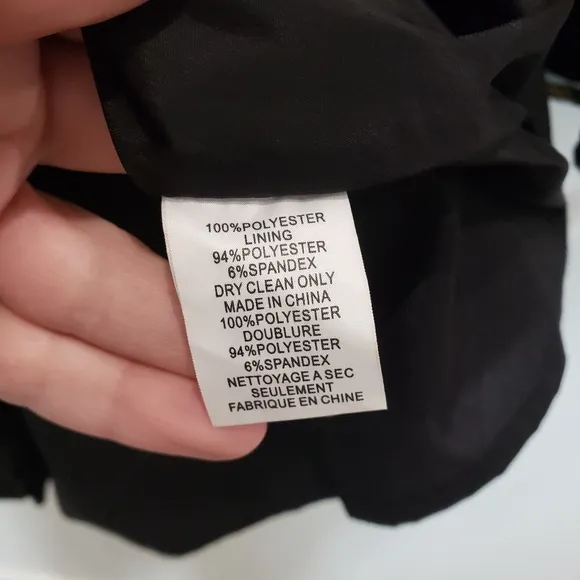 100%POLYESTER
LINING
94%POLYESTER
6%SPANDEX
DRY CLEAN ONLY
MADE IN CHINA
100%POLYESTER
DOUBLURE
94%POLYESTER
6%SPANDEX
NETTOYAGE A SEC
SEULEMENT
FABRIQUE EN CHINE